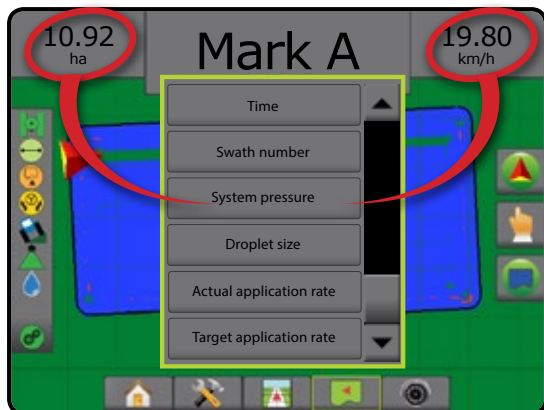 10.92
ha
Mark A
19.80
km/h
Time
Swath number
System pressure
Droplet size
Actual application rate
Target application rate